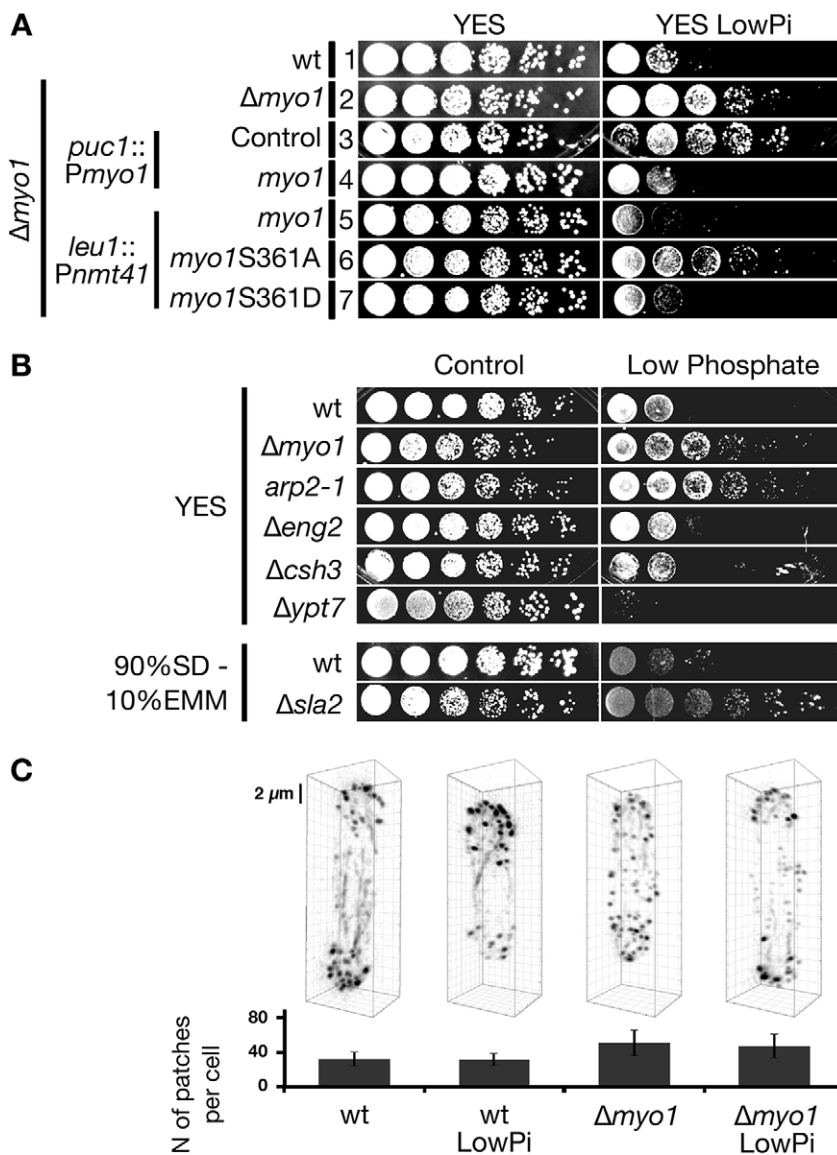 A
YES YES LowPi
wt 1
Δmyo1 2
Control 3
puc1::
Pmyo1
myo1 4
Δmyo1
myo1 5
leu1::
Pnmt41
myo1S361A 6
myo1S361D 7
B
Control Low Phosphate
wt
Δmyo1
arp2-1
YES
Δeng2
Δcsh3
Δypt7
90%SD -
10%EMM
wt
Δsla2
C
2 µm
N of patches
per cell
80
40
0
wt
wt
LowPi
Δmyo1
Δmyo1
LowPi